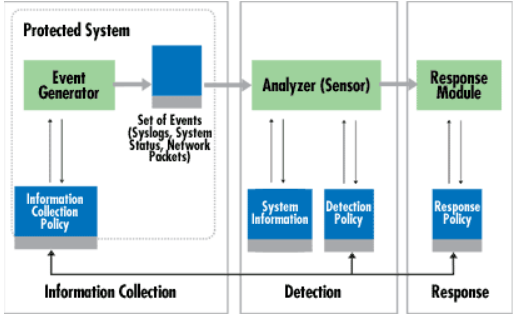 Protected System
Event
Generator
Set of Events
(Syslogs, System
Status, Network
Packets)
Information
Collection
Policy
Information Collection
Analyzer (Sensor)
System
Information
Detection
Policy
Detection
Response
Module
Response
Policy
Response